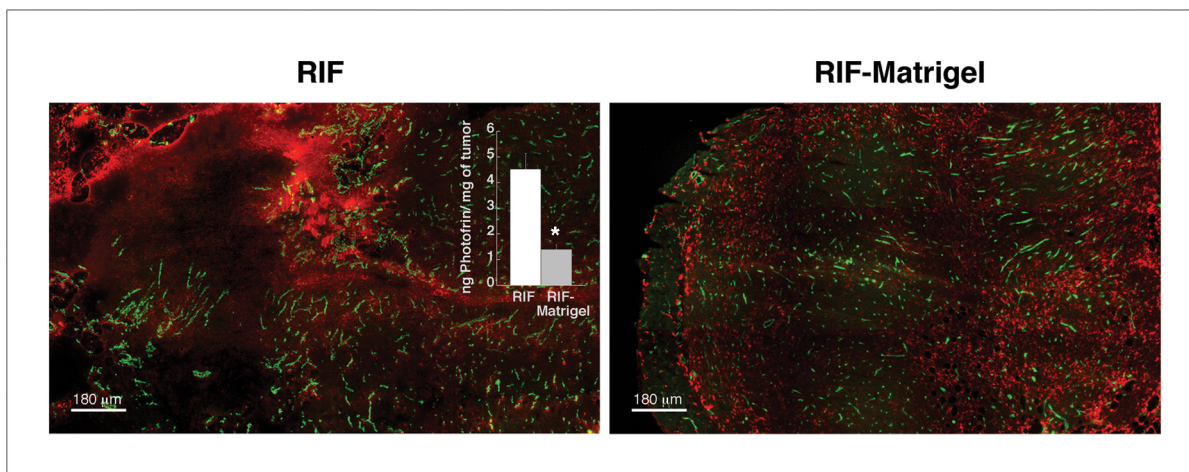 RIF
RIF-Matrigel
ng Photofrin/ mg of tumor
6
5
4
3
2
1
0
*
RIF
RIF-
Matrigel
180 μm
180 μm